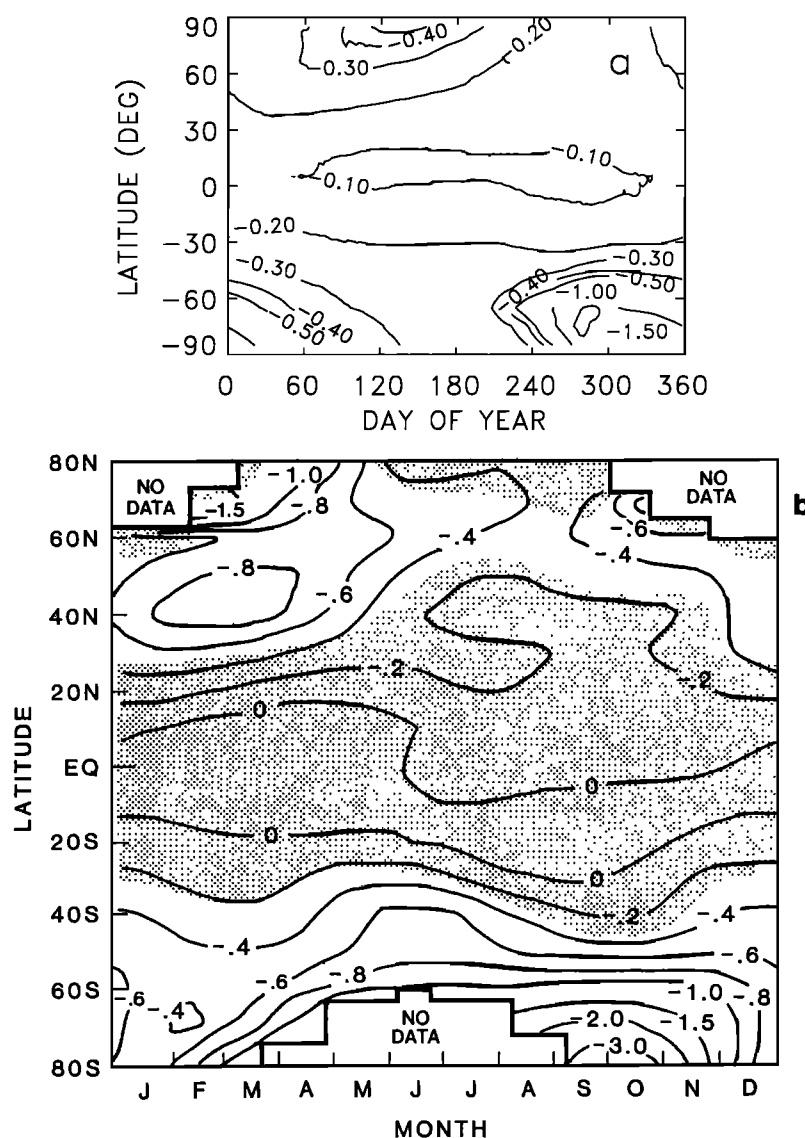 90
60
30
0
-30
-60
-90
LATITUDE (DEG)
a
-0.40
-0.20
-0.30
-0.10
-0.10
-0.20
-0.30
-0.30
-0.40
-0.50
-0.40
-1.00
-0.50
-1.50
0 60 120 180 240 300 360
DAY OF YEAR
b
80N
60N
40N
20N
EQ
20S
40S
60S
80S
LATITUDE
NO
DATA
-1.0
-1.5
-.8
NO
DATA
-.6
-.4
-.4
-.8
-.6
-.2
-.2
0
0
0
0
-.2
-.4
-.4
-.6
-.6
-.8
-.6
-.4
-1.0
-.8
-2.0
-1.5
-3.0
NO
DATA
J F M A M J J A S O N D
MONTH